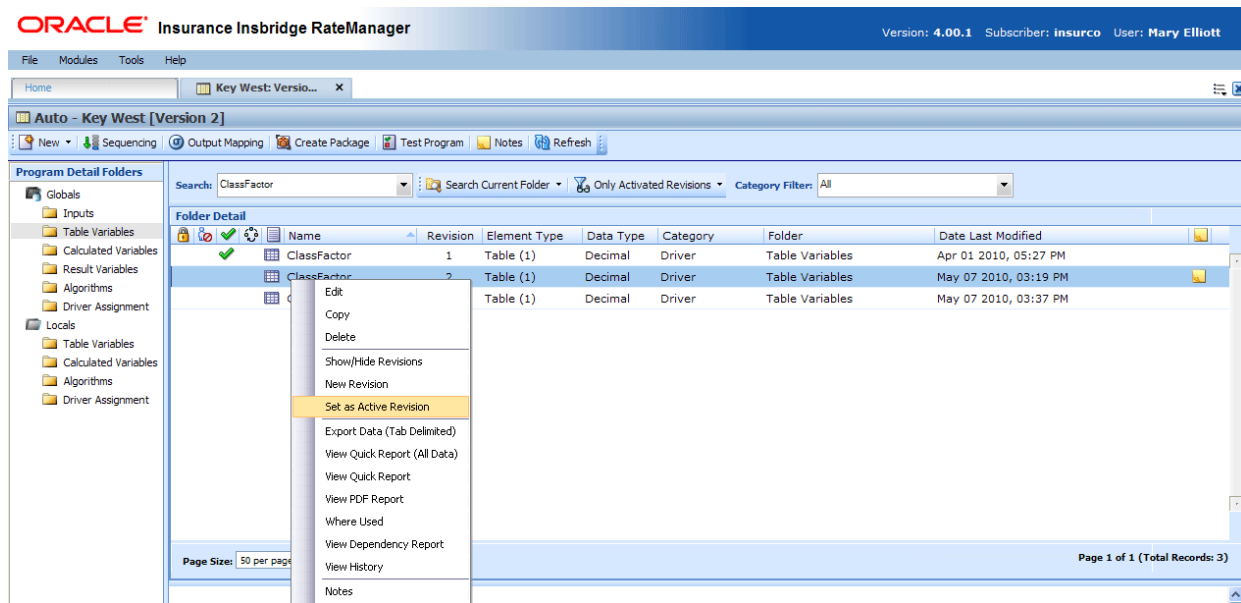 ORACLE® Insurance Insbridge RateManager
Version: 4.00.1 Subscriber: insurco User: Mary Elliott
File Modules Tools Help
Home Key West: Versio... x
Auto - Key West [Version 2]
New Sequencing Output Mapping Create Package Test Program Notes Refresh
Program Detail Folders
Globals
Inputs
Table Variables
Calculated Variables
Result Variables
Algorithms
Driver Assignment
Locals
Table Variables
Calculated Variables
Algorithms
Driver Assignment
Search: ClassFactor Search Current Folder Only Activated Revisions Category Filter: All
Folder Detail
Name Revision Element Type Data Type Category Folder Date Last Modified
ClassFactor 1 Table (1) Decimal Driver Table Variables Apr 01 2010, 05:27 PM
ClassFactor 2 Table (1) Decimal Driver Table Variables May 07 2010, 03:19 PM
Table (1) Decimal Driver Table Variables May 07 2010, 03:37 PM
Edit
Copy
Delete
Show/Hide Revisions
New Revision
Set as Active Revision
Export Data (Tab Delimited)
View Quick Report (All Data)
View Quick Report
View PDF Report
Where Used
View Dependency Report
View History
Notes
Page Size: 50 per page
Page 1 of 1 (Total Records: 3)